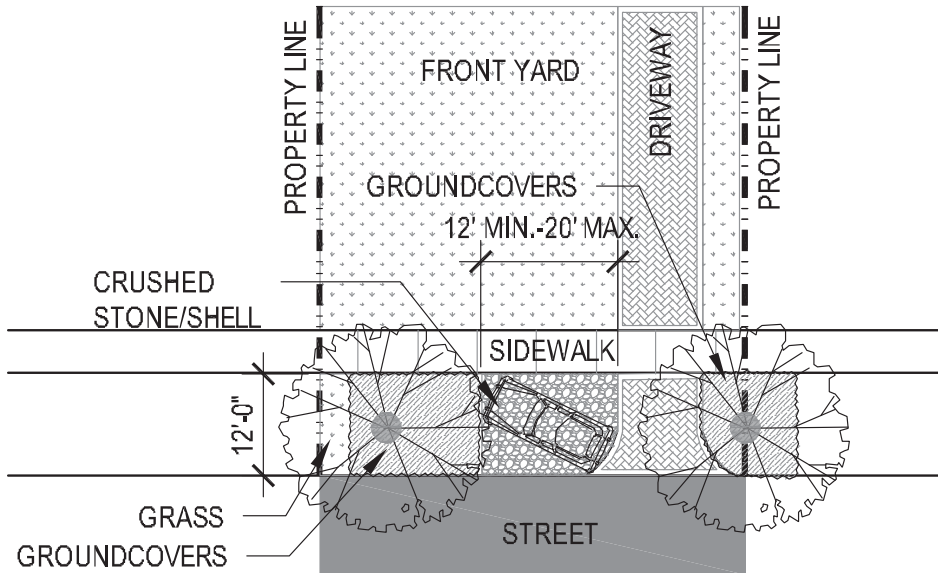 PROPERTY LINE
FRONT YARD
DRIVEWAY
PROPERTY LINE
GROUNDCOVERS
12' MIN.-20' MAX.
CRUSHED
STONE/SHELL
SIDEWALK
12'-0"
GRASS
GROUNDCOVERS
STREET